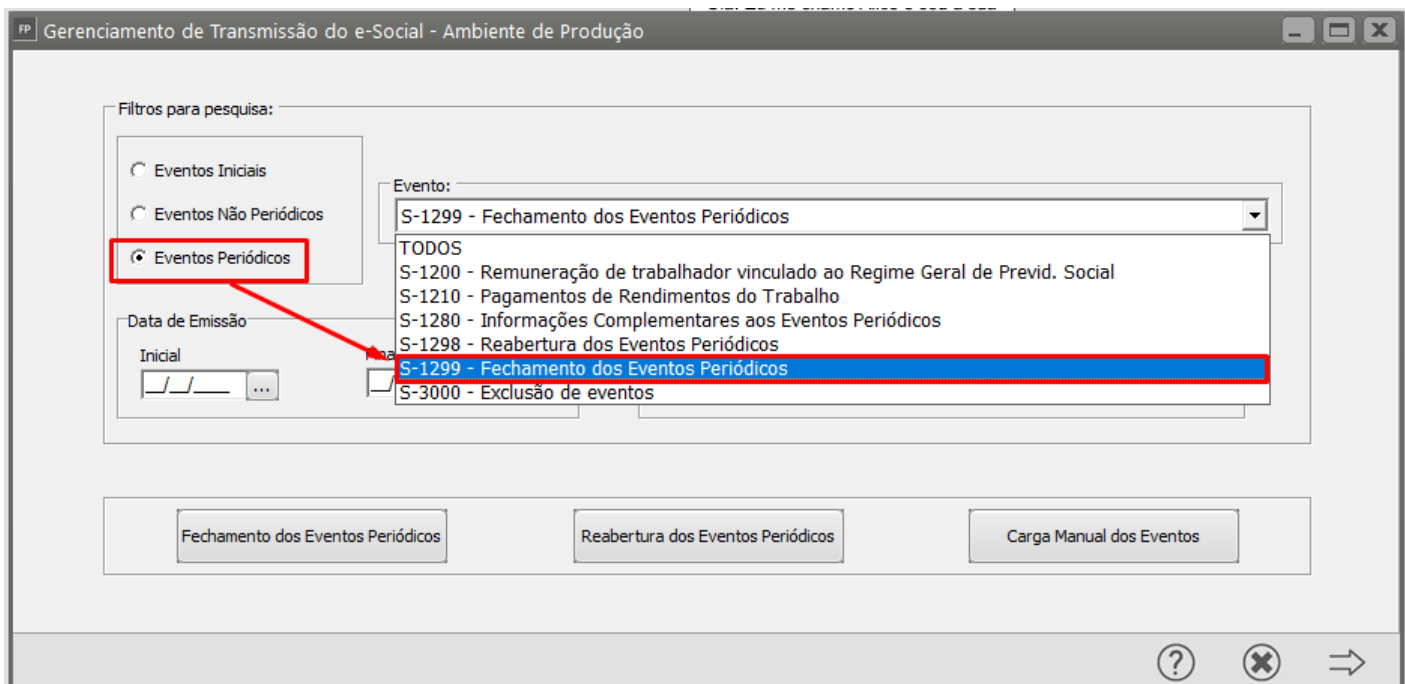 FP Gerenciamento de Transmissão do e-Social - Ambiente de Produção
Filtros para pesquisa:
Eventos Iniciais
Eventos Não Periódicos
Eventos Periódicos
Evento:
S-1299 - Fechamento dos Eventos Periódicos
TODOS
S-1200 - Remuneração de trabalhador vinculado ao Regime Geral de Previd. Social
S-1210 - Pagamentos de Rendimentos do Trabalho
S-1280 - Informações Complementares aos Eventos Periódicos
S-1298 - Reabertura dos Eventos Periódicos
S-1299 - Fechamento dos Eventos Periódicos
S-3000 - Exclusão de eventos
Data de Emissão
Inicial
__/__/____ ...
Fechamento dos Eventos Periódicos
Reabertura dos Eventos Periódicos
Carga Manual dos Eventos